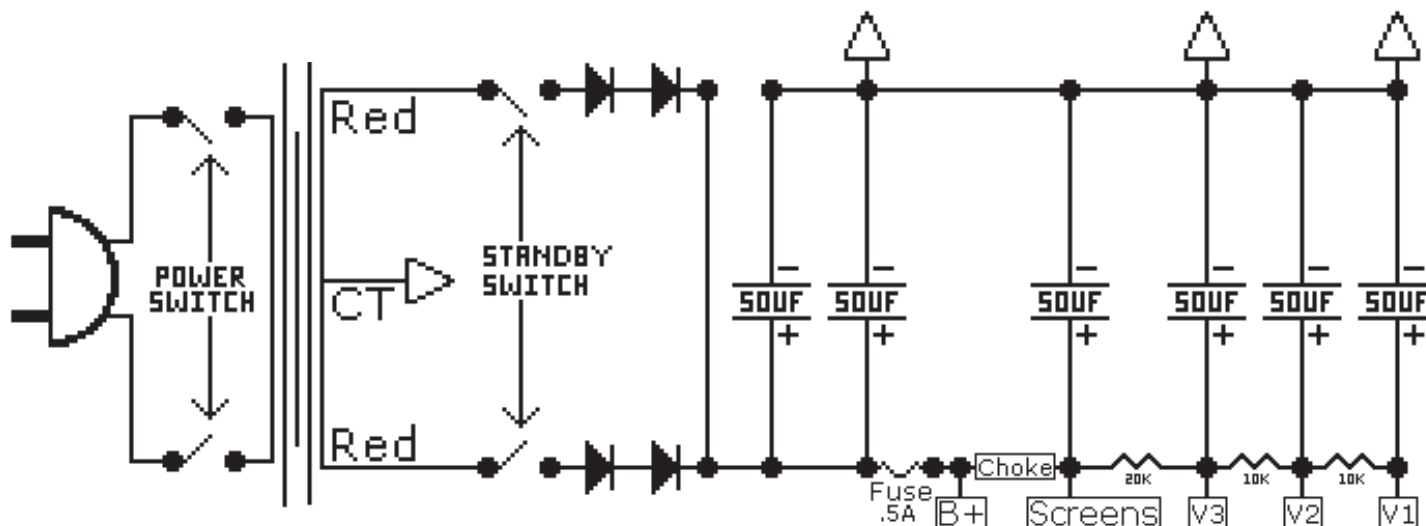 Red
STANDBY
SWITCH
POWER
SWITCH
CT
Red
-
50UF
+
-
50UF
+
-
50UF
+
-
50UF
+
-
50UF
+
-
50UF
+
Fuse
.5A
B+
Choke
Screens
20K
V3
10K
V2
10K
V1